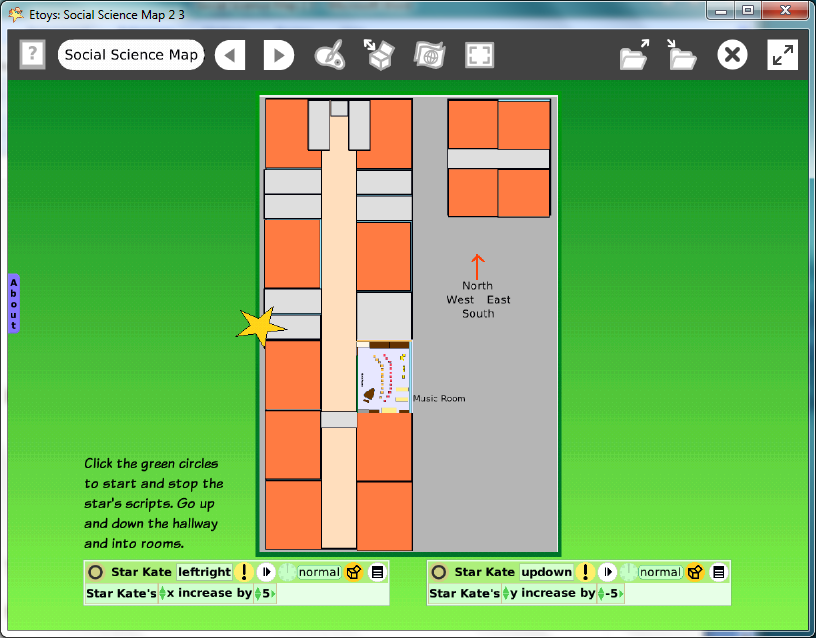 Etoys: Social Science Map 2 3
?
Social Science Map
About
North
West East
South
Music Room
Click the green circles
to start and stop the
star's scripts. Go up
and down the hallway
and into rooms.
Star Kate leftright ! normal
Star Kate's x increase by 5
Star Kate updown ! normal
Star Kate's y increase by -5